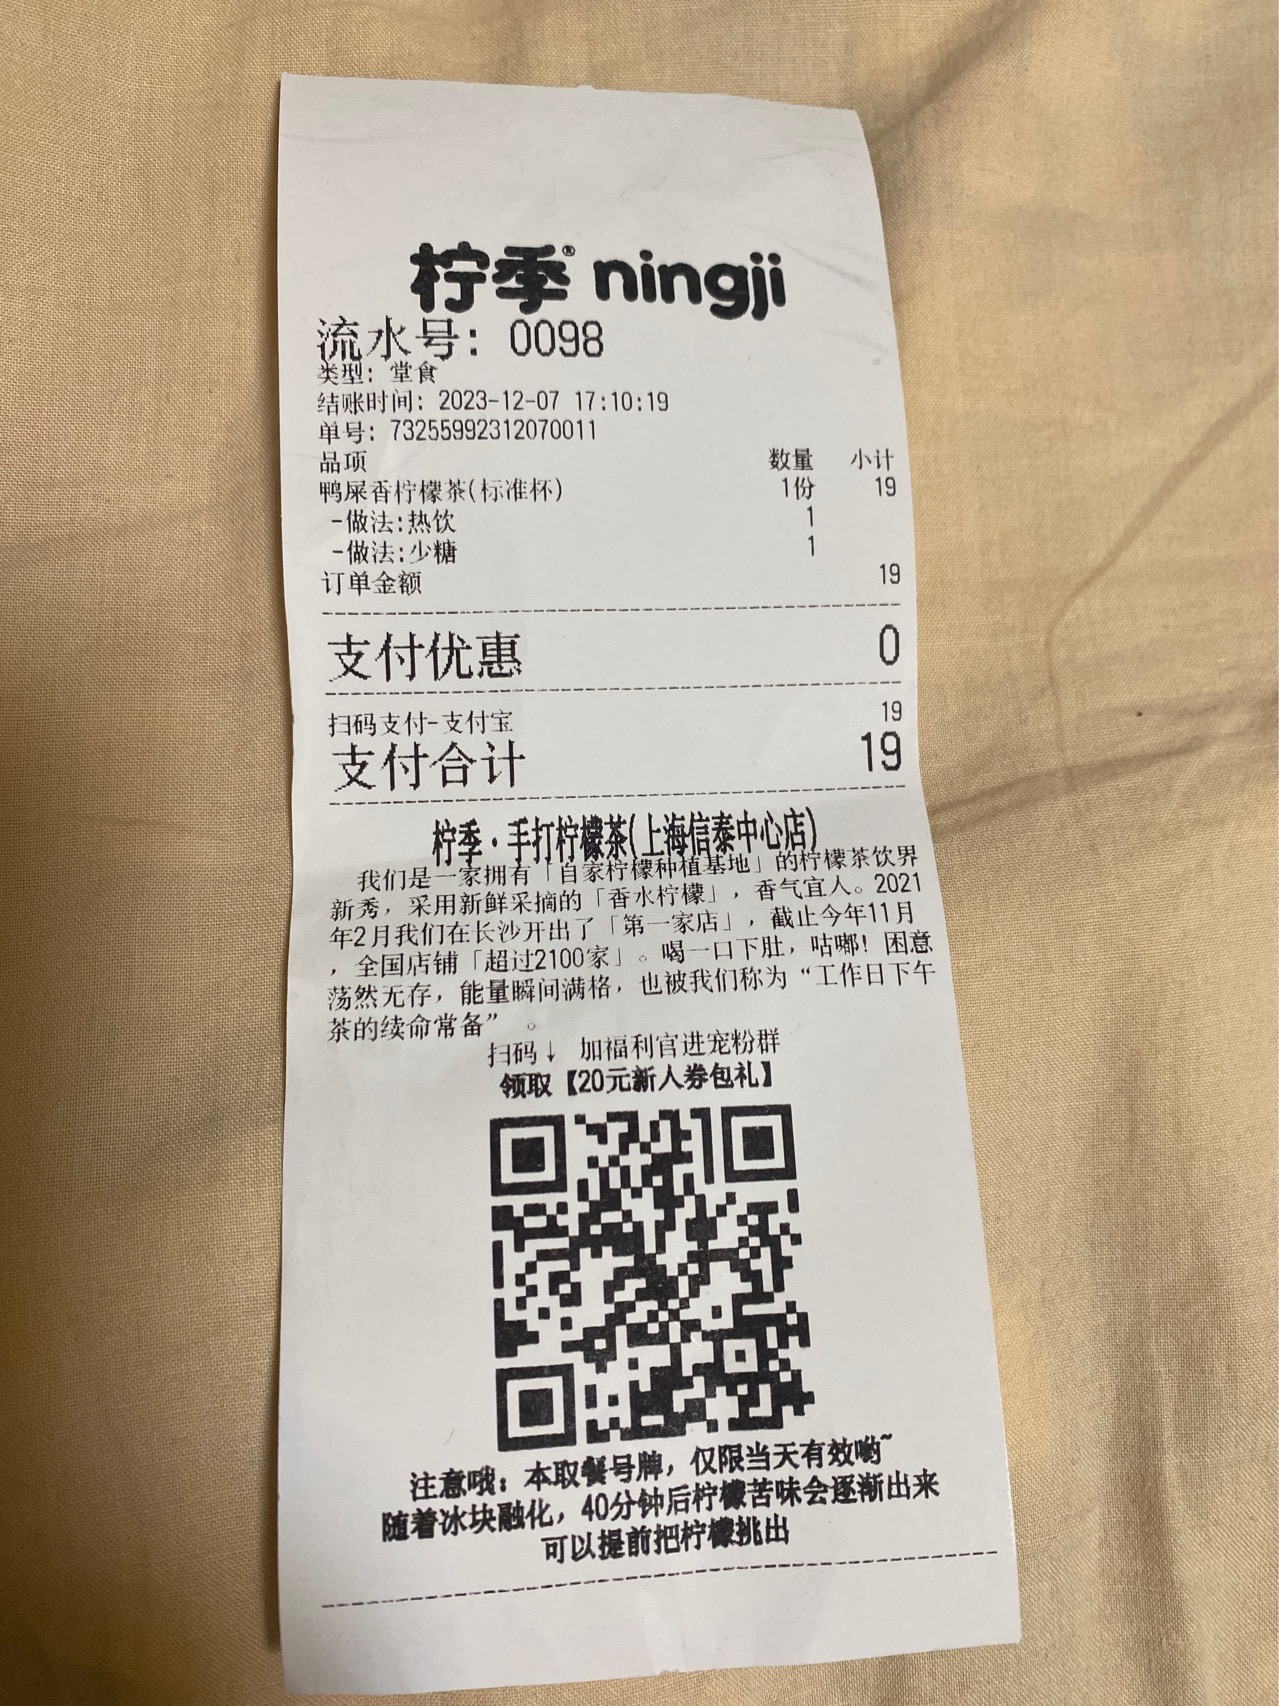 柠季® ningji
流水号: 0098
类型: 堂食
结账时间: 2023-12-07 17:10:19
单号: 73255992312070011
品项 数量 小计
鸭屎香柠檬茶(标准杯) 1份 19
-做法:热饮 1
-做法:少糖 1
订单金额 19
支付优惠 0
扫码支付-支付宝 19
支付合计 19
柠季·手打柠檬茶(上海信泰中心店)
我们是一家拥有「自家柠檬种植基地」的柠檬茶饮界
新秀，采用新鲜采摘的「香水柠檬」，香气宜人。2021
年2月我们在长沙开出了「第一家店」，截止今年11月
，全国店铺「超过2100家」。喝一口下肚，咕嘟！困意
荡然无存，能量瞬间满格，也被我们称为“工作日下午
茶的续命常备” 。
扫码↓ 加福利官进宠粉群
领取【20元新人券包礼】
注意哦：本取餐号牌，仅限当天有效哟~
随着冰块融化，40分钟后柠檬苦味会逐渐出来
可以提前把柠檬挑出